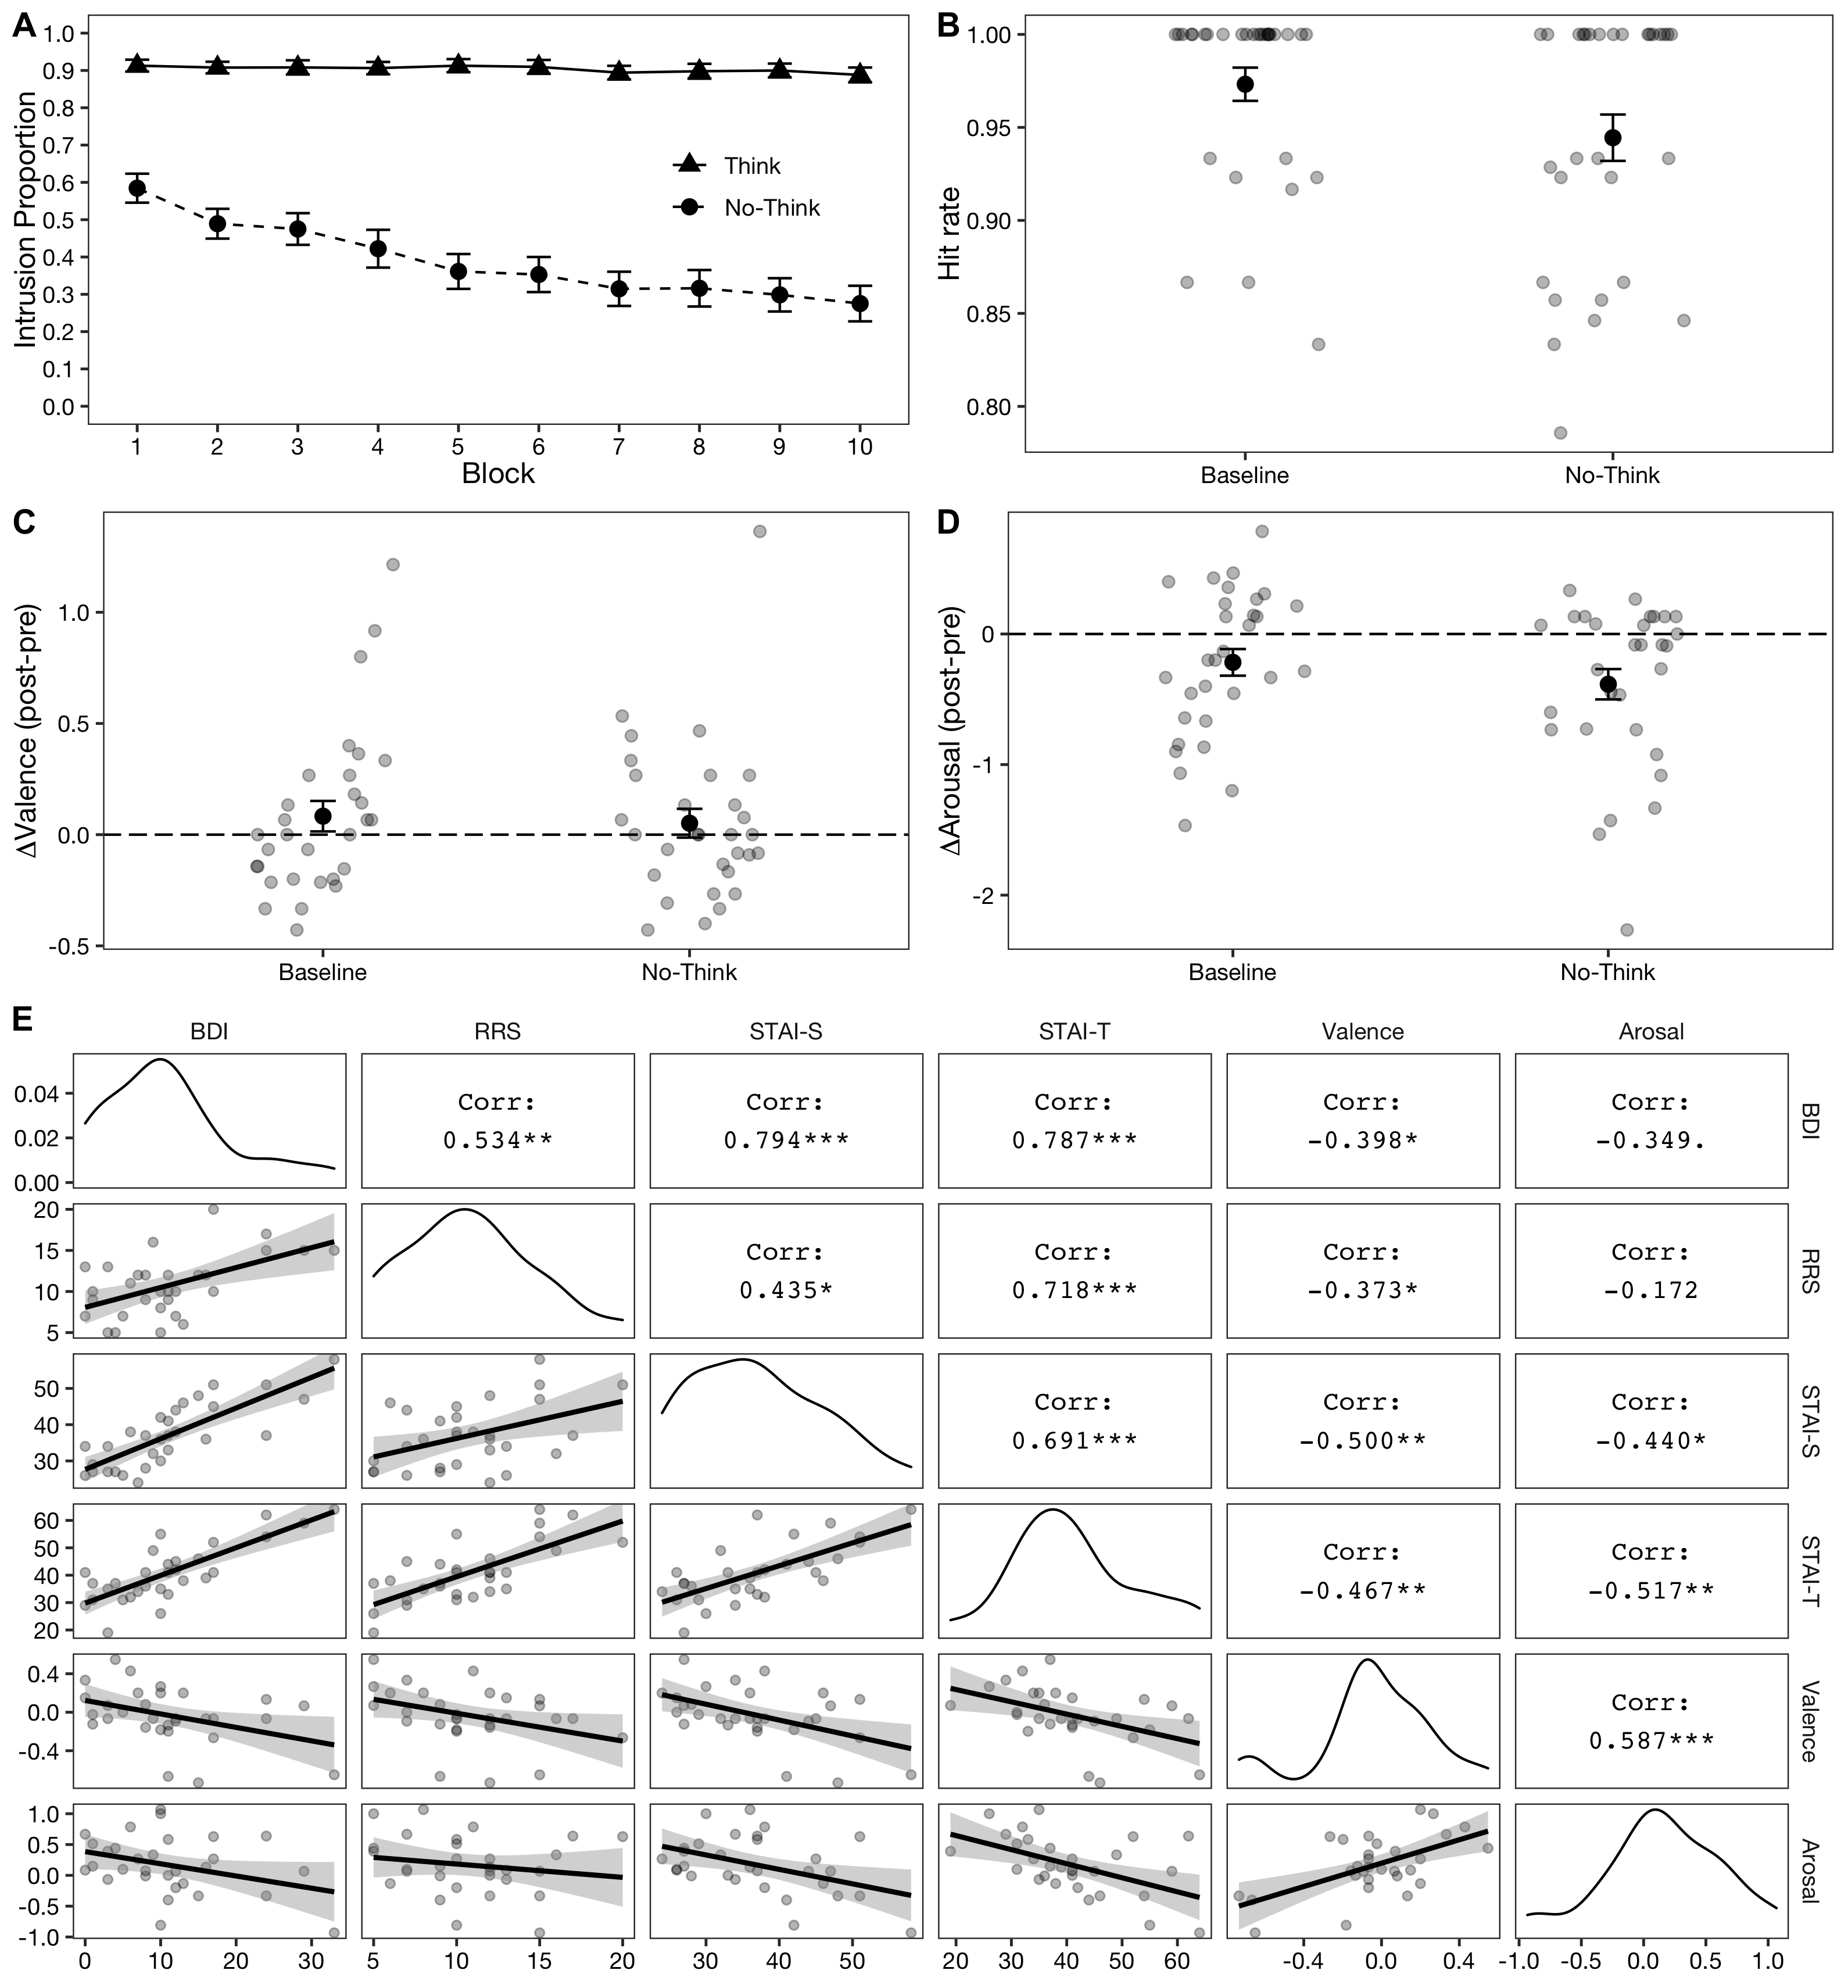 A
Intrusion Proportion
1.0
0.9
0.8
0.7
0.6
0.5
0.4
0.3
0.2
0.1
0.0
Think
No-Think
1 2 3 4 5 6 7 8 9 10
Block
B
Hit rate
1.00
0.95
0.90
0.85
0.80
Baseline No-Think
C
ΔValence (post-pre)
1.0
0.5
0.0
-0.5
Baseline No-Think
D
ΔArousal (post-pre)
0
-1
-2
Baseline No-Think
E
BDI RRS STAI-S STAI-T Valence Arosal
0.04
0.02
0.00
Corr: Corr: Corr: Corr: Corr:
0.534** 0.794*** 0.787*** -0.398* -0.349.
BDI
20
15
10
5
Corr: Corr: Corr: Corr:
0.435* 0.718*** -0.373* -0.172
RRS
50
40
30
Corr: Corr: Corr:
0.691*** -0.500** -0.440*
STAI-S
60
50
40
30
20
Corr: Corr:
-0.467** -0.517**
STAI-T
0.4
0.0
-0.4
Corr:
0.587***
Valence
1.0
0.5
0.0
-0.5
-1.0
Arosal
0 10 20 30 5 10 15 20 30 40 50 20 30 40 50 60 -0.4 0.0 0.4 -1.0 -0.5 0.0 0.5 1.0